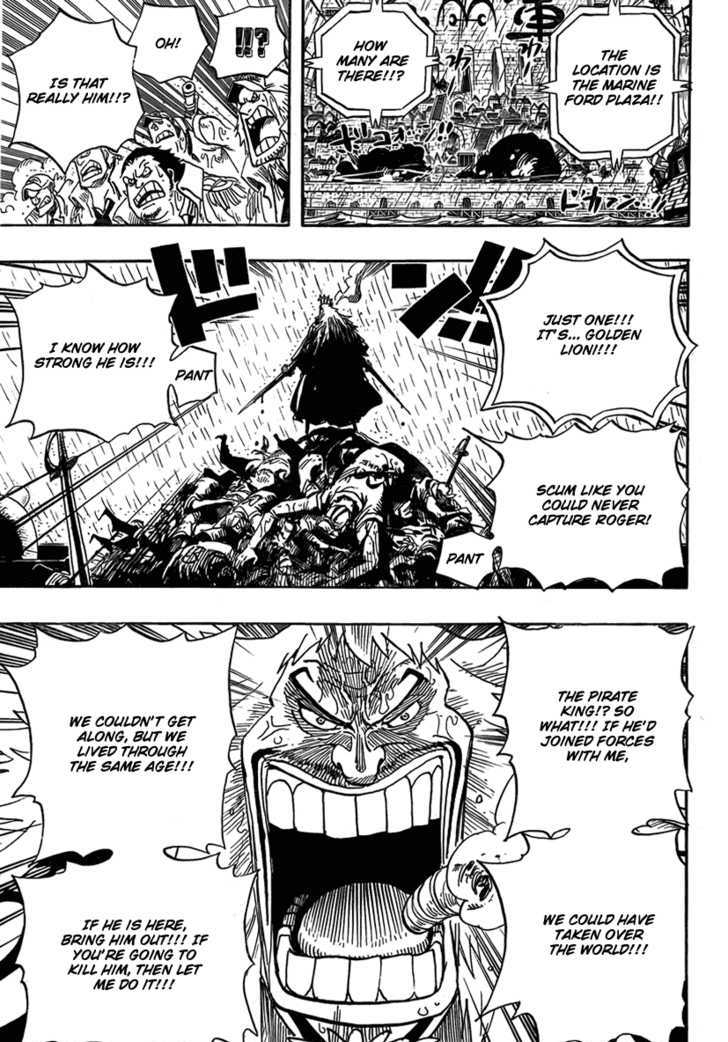 THE
LOCATION IS
THE MARINE
FORD PLAZA!!
HOW
MANY ARE
THERE!!?
軍
!!?
OH!
IS THAT
REALLY HIM!!?
JUST ONE!!!
IT'S... GOLDEN
LION!!!
SCUM LIKE YOU
COULD NEVER
CAPTURE ROGER!
PANT
I KNOW HOW
STRONG HE IS!!!
PANT
THE PIRATE
KING!? SO
WHAT!!! IF HE'D
JOINED FORCES
WITH ME,
WE COULD HAVE
TAKEN OVER
THE WORLD!!!
WE COULDN'T GET
ALONG, BUT WE
LIVED THROUGH
THE SAME AGE!!!
IF HE IS HERE,
BRING HIM OUT!!! IF
YOU'RE GOING TO
KILL HIM, THEN LET
ME DO IT!!!